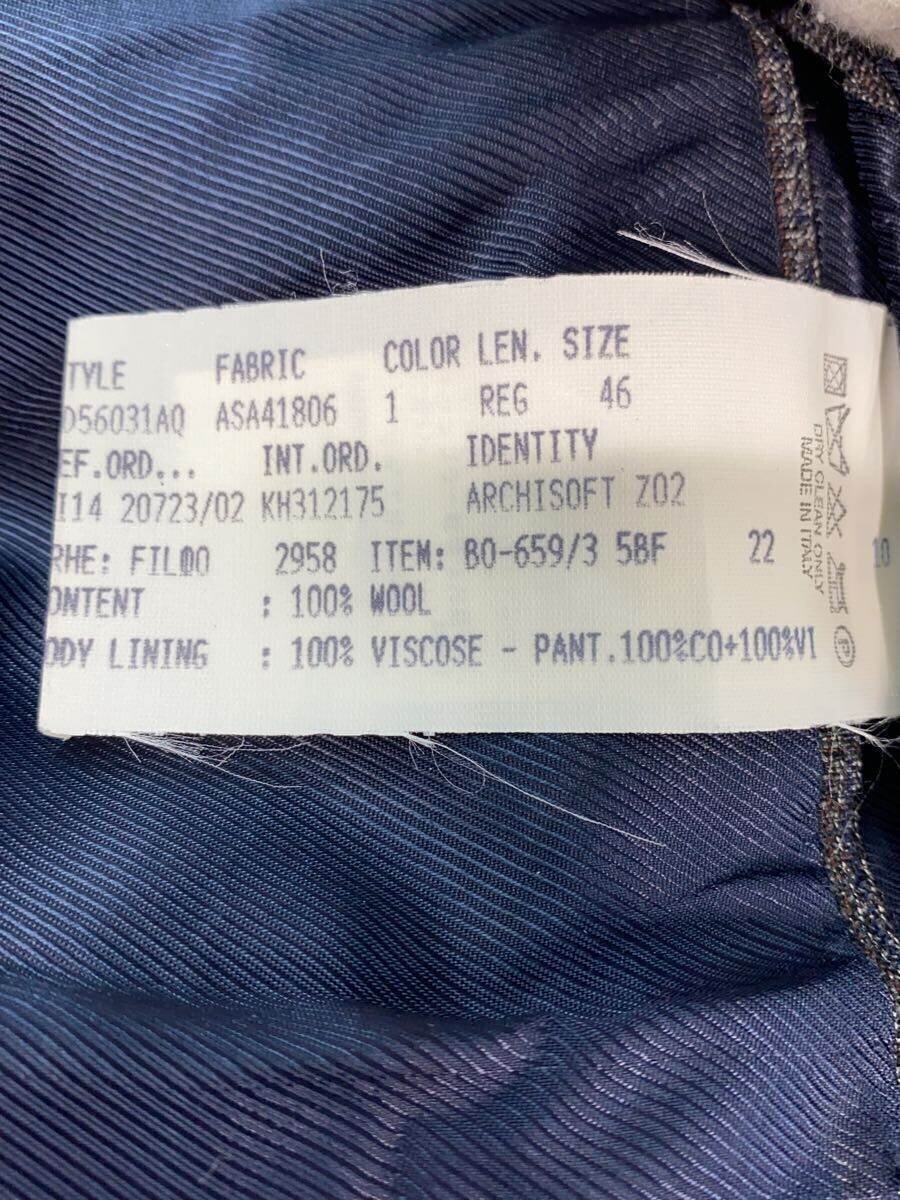 TYLE FABRIC COLOR LEN. SIZE
D56031AQ ASA41806 1 REG 46
EF.ORD... INT.ORD. IDENTITY
I14 20723/02 KH312175 ARCHISOFT Z02
RHE: 2958 ITEM: BO-659/3 58F 22 10
ONTENT : 100% WOOL
ODY LINING : 100% VISCOSE - PANT.100%CO+100%VI
DRY CLEAN ONLY
MADE IN ITALY